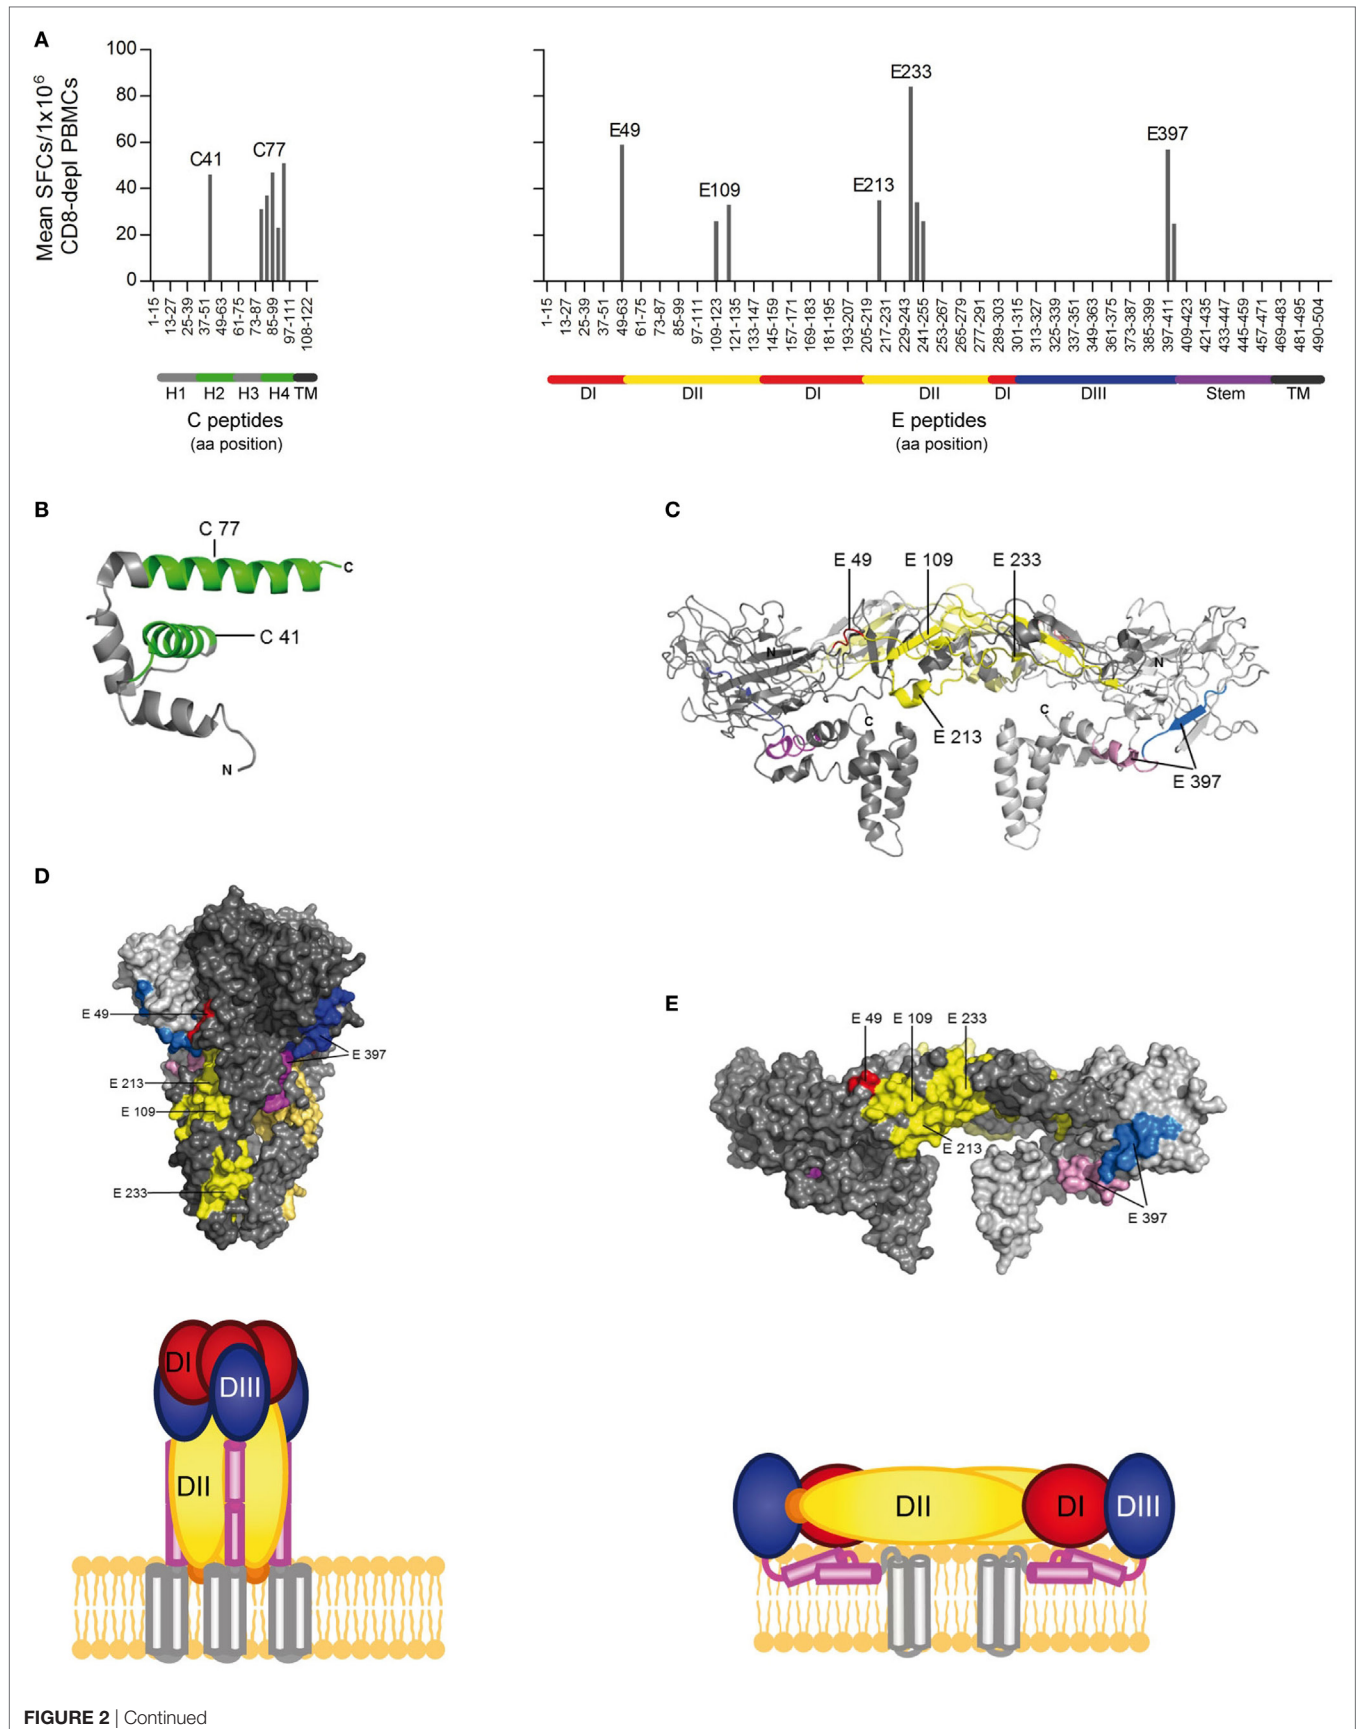 A
Mean SFCs/1x10⁶
CD8-depl PBMCs
100
80
60
40
20
0
C41
C77
1-15
13-27
25-39
37-51
49-63
61-75
73-87
85-99
97-111
108-122
H1 H2 H3 H4 TM
C peptides
(aa position)
E49
E109
E213
E233
E397
1-15
13-27
25-39
37-51
49-63
61-75
73-87
85-99
97-111
109-123
121-135
133-147
145-159
157-171
169-183
181-195
193-207
205-219
217-231
229-243
241-255
253-267
265-279
277-291
289-303
301-315
313-327
325-339
337-351
349-363
361-375
373-387
385-399
397-411
409-423
421-435
433-447
445-459
457-471
469-483
481-495
490-504
DI DII DI DII DI DIII Stem TM
E peptides
(aa position)
B
C 77
C
C 41
N
C
E 49 E 109 E 233
N
N
C
C
E 213
E 397
D
E 49
E 397
E 213
E 109
E 233
E
E 49 E 109 E 233
E 213
E 397
DI
DIII
DII
DII DI DIII
FIGURE 2 | Continued